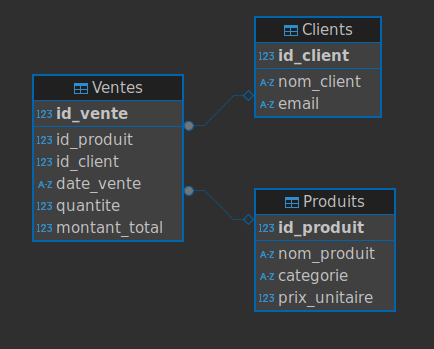 Ventes
123 id_vente
123 id_produit
123 id_client
A-Z date_vente
123 quantite
123 montant_total
Clients
123 id_client
A-Z nom_client
A-Z email
Produits
123 id_produit
A-Z nom_produit
A-Z categorie
123 prix_unitaire